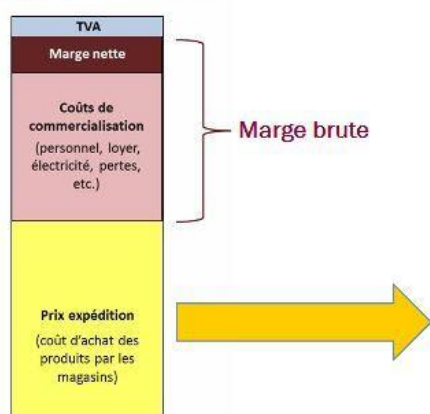 TVA
Marge nette
Coûts de
commercialisation
(personnel, loyer,
électricité, pertes,
etc.)
Marge brute
Prix expédition
(coût d'achat des
produits par les
magasins)